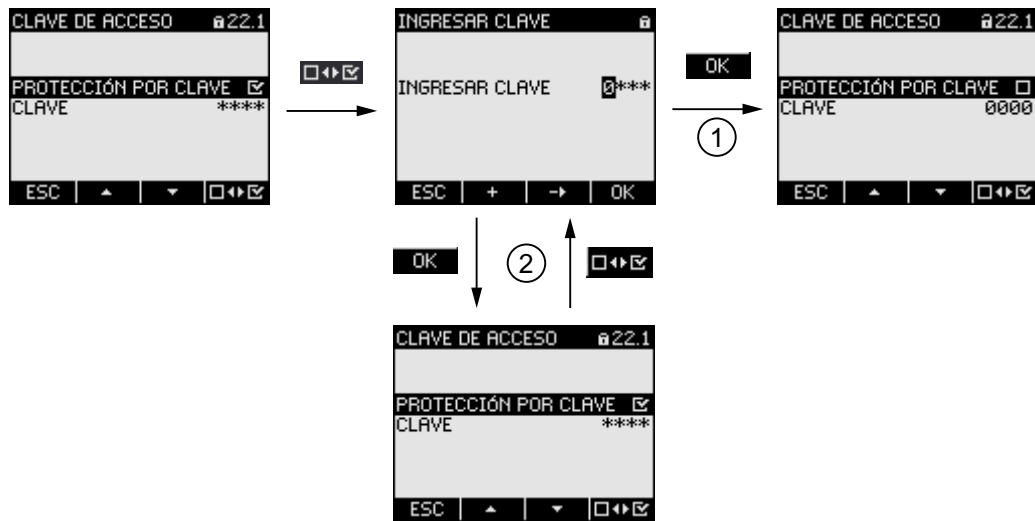 CLAVE DE ACCESO 22.1
PROTECCIÓN POR CLAVE
CLAVE ****
ESC
INGRESAR CLAVE
INGRESAR CLAVE 0***
ESC + OK
OK
1
CLAVE DE ACCESO 22.1
PROTECCIÓN POR CLAVE
CLAVE 0000
ESC
OK
2
CLAVE DE ACCESO 22.1
PROTECCIÓN POR CLAVE
CLAVE ****
ESC